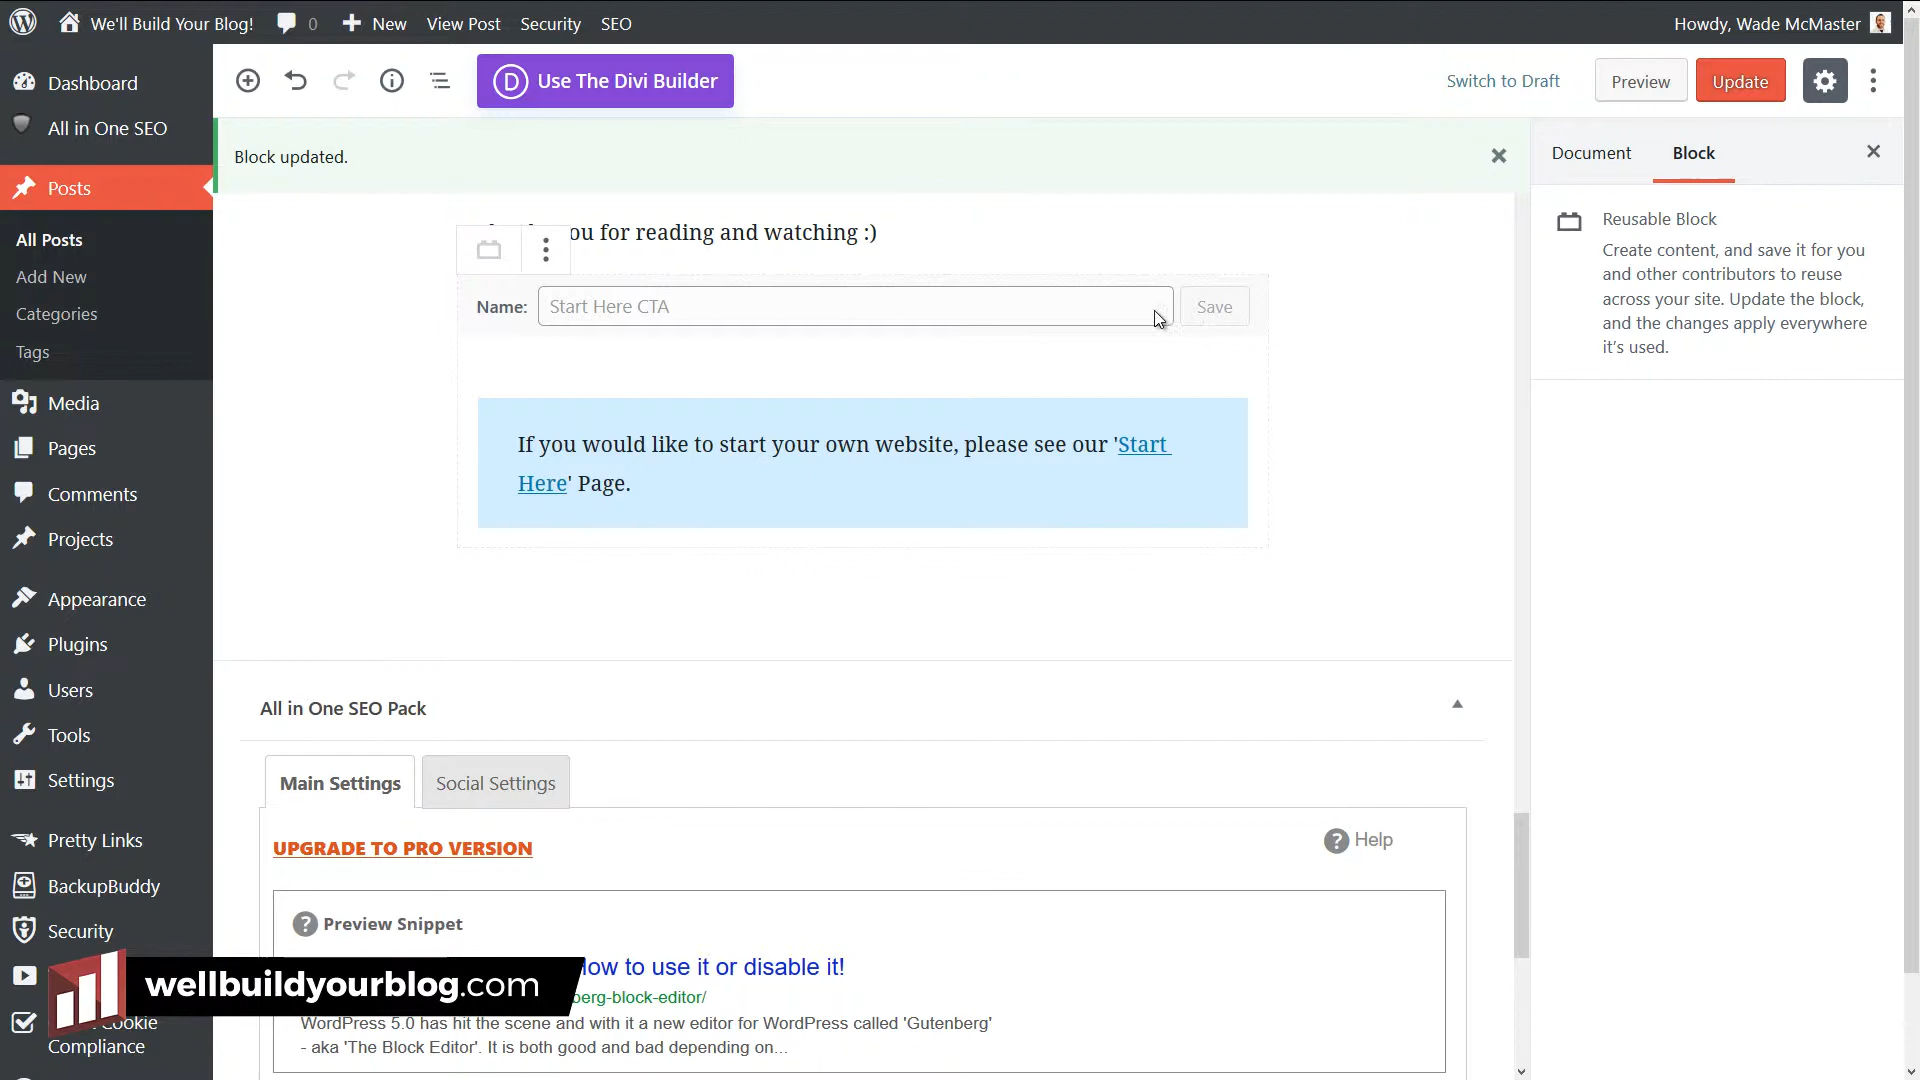 We'll Build Your Blog!
0
New
View Post
Security
SEO
Howdy, Wade McMaster
Dashboard
All in One SEO
Posts
All Posts
Add New
Categories
Tags
Media
Pages
Comments
Projects
Appearance
Plugins
Users
Tools
Settings
Pretty Links
BackupBuddy
Security
Cookie
Compliance
Use The Divi Builder
Switch to Draft
Preview
Update
Block updated.
ou for reading and watching :)
Name:
Start Here CTA
Save
If you would like to start your own website, please see our 'Start
Here' Page.
All in One SEO Pack
Main Settings
Social Settings
UPGRADE TO PRO VERSION
Help
Preview Snippet
How to use it or disable it!
berg-block-editor/
WordPress 5.0 has hit the scene and with it a new editor for WordPress called 'Gutenberg'
- aka 'The Block Editor'. It is both good and bad depending on...
Document
Block
Reusable Block
Create content, and save it for you
and other contributors to reuse
across your site. Update the block,
and the changes apply everywhere
it's used.
wellbuildyourblog.com